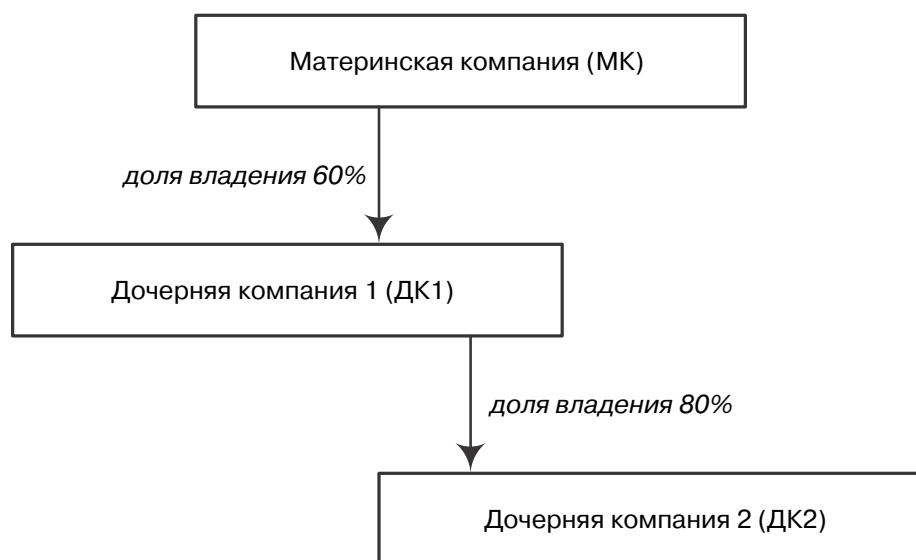 Материнская компания (МК)
доля владения 60%
Дочерняя компания 1 (ДК1)
доля владения 80%
Дочерняя компания 2 (ДК2)